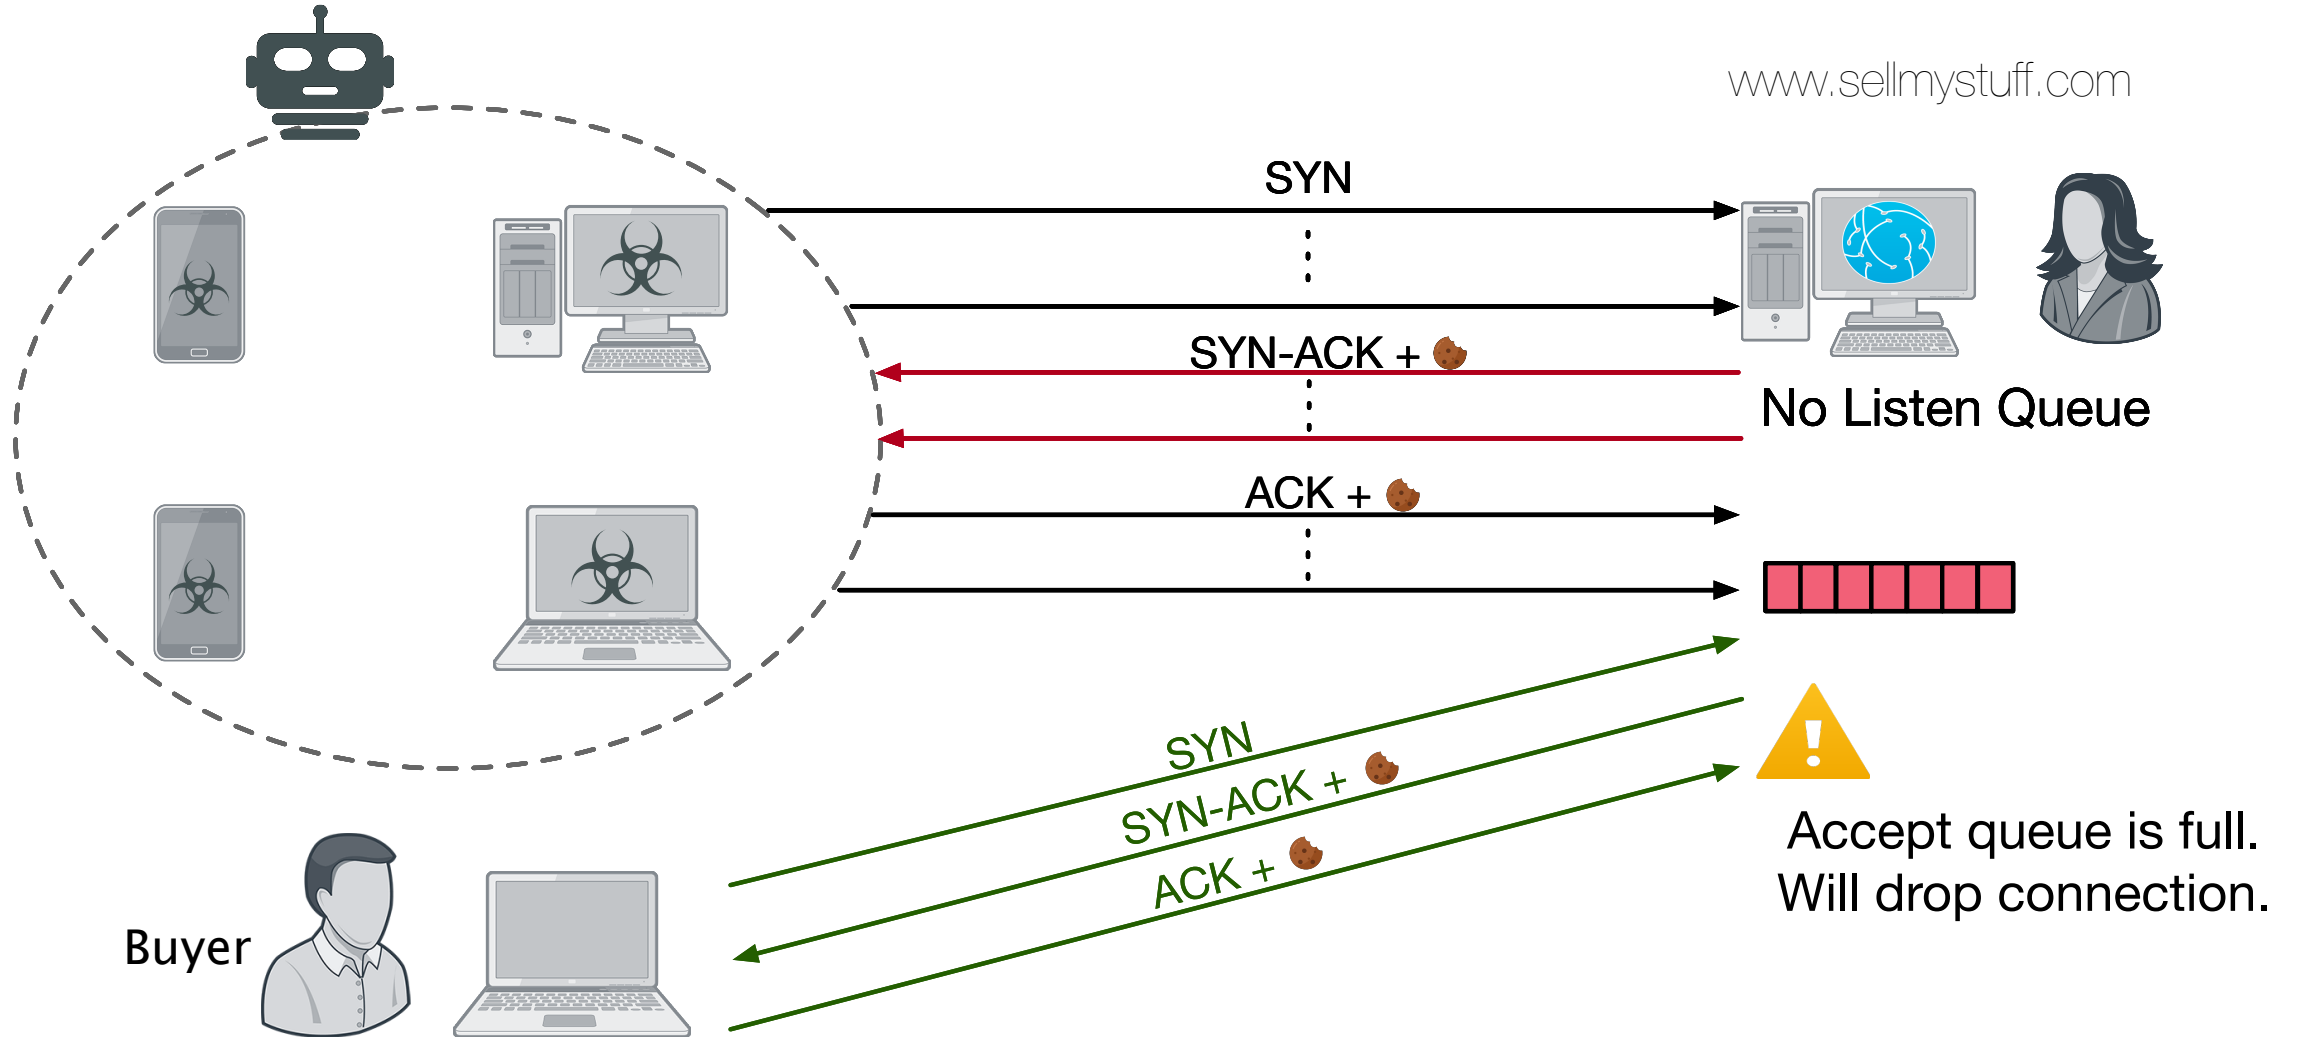 www.sellmystuff.com
SYN
SYN-ACK +
No Listen Queue
ACK +
SYN
SYN-ACK +
ACK +
Accept queue is full.
Will drop connection.
Buyer